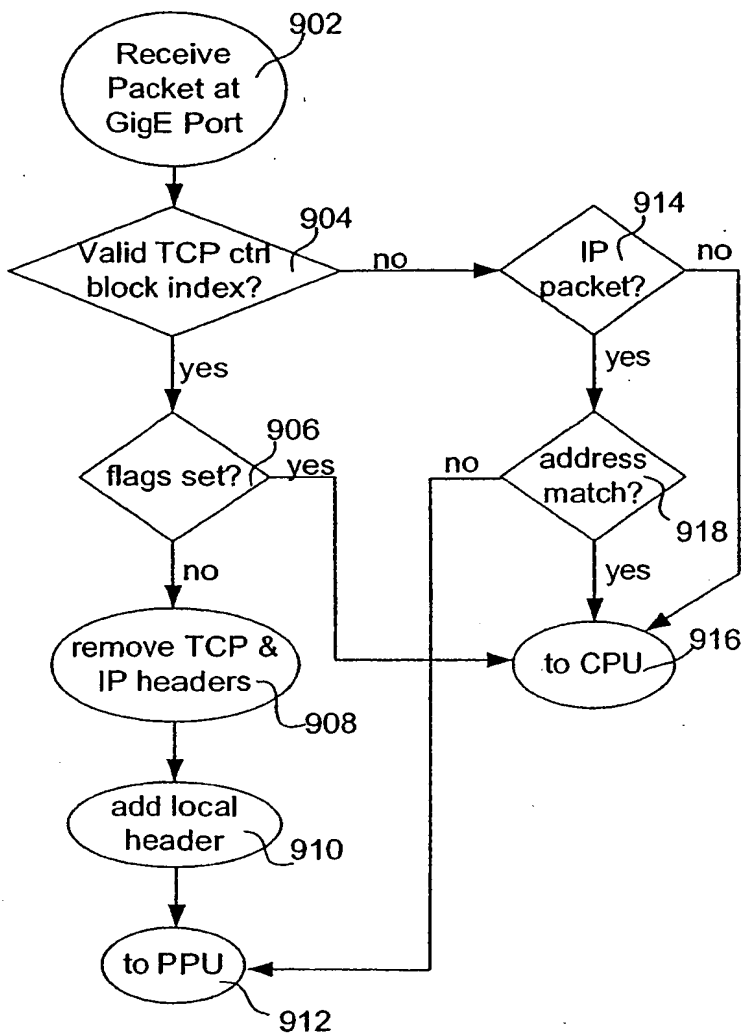 902
Receive
Packet at
GigE Port
904
Valid TCP ctrl
block index?
no
914
IP
packet?
no
yes
yes
906
flags set?
yes
no
address
match?
918
no
yes
remove TCP &
IP headers
908
to CPU
916
add local
header
910
to PPU
912